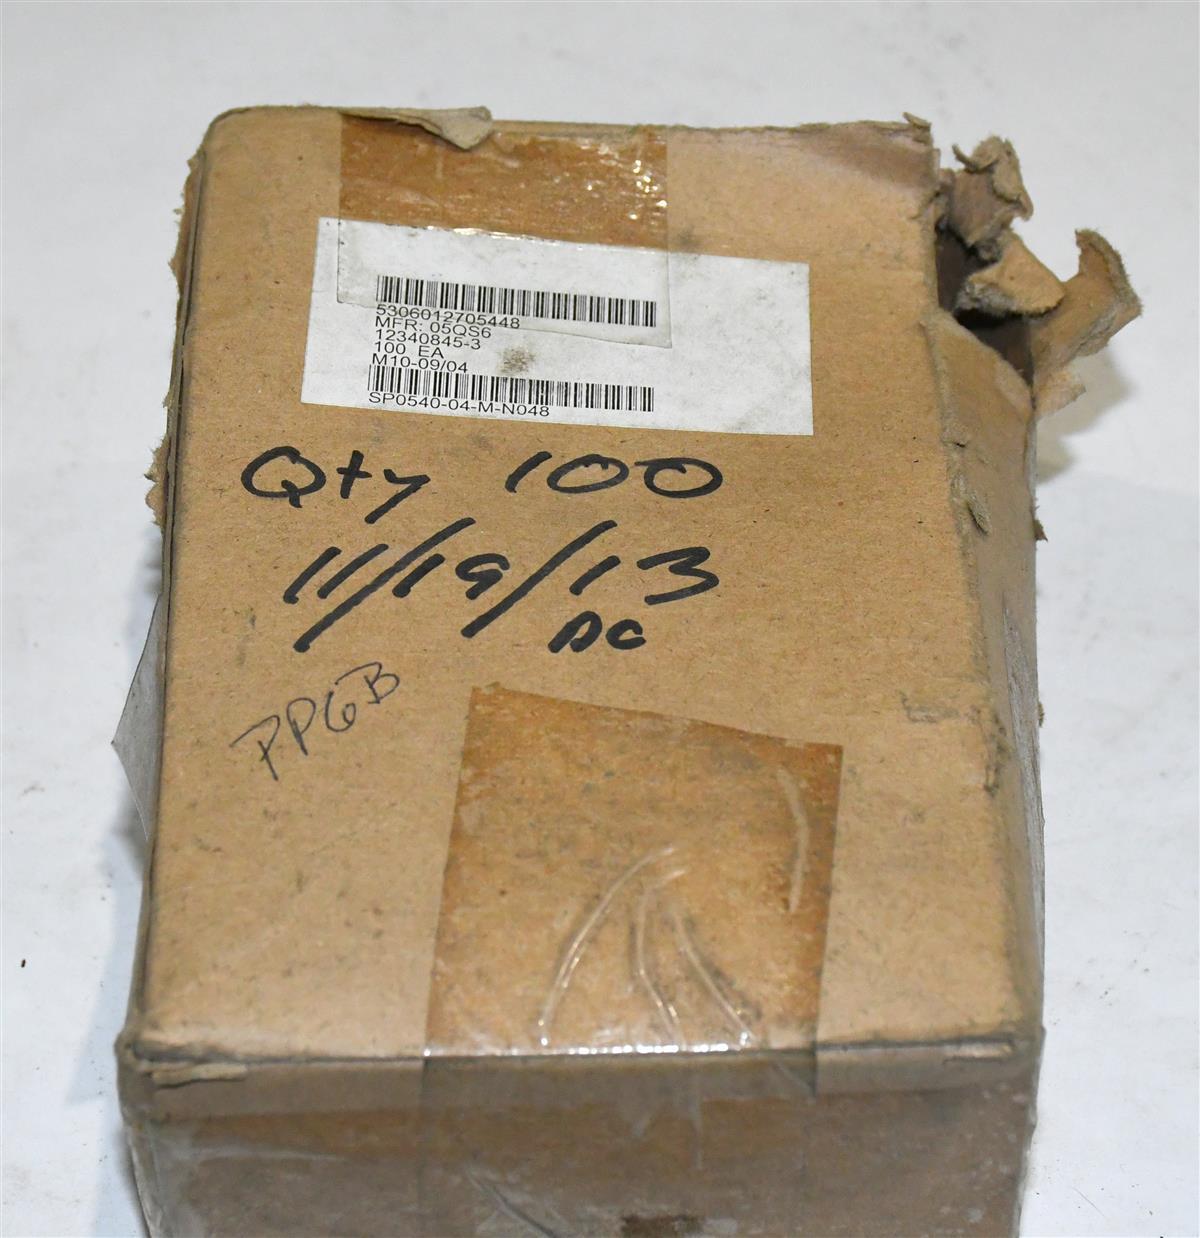 5306012705448
MFR: 05QS6
12340845-3
100 EA
M10-09/04
SP0540-04-M-N048
Qty 100
11/19/13
AC
PPGB